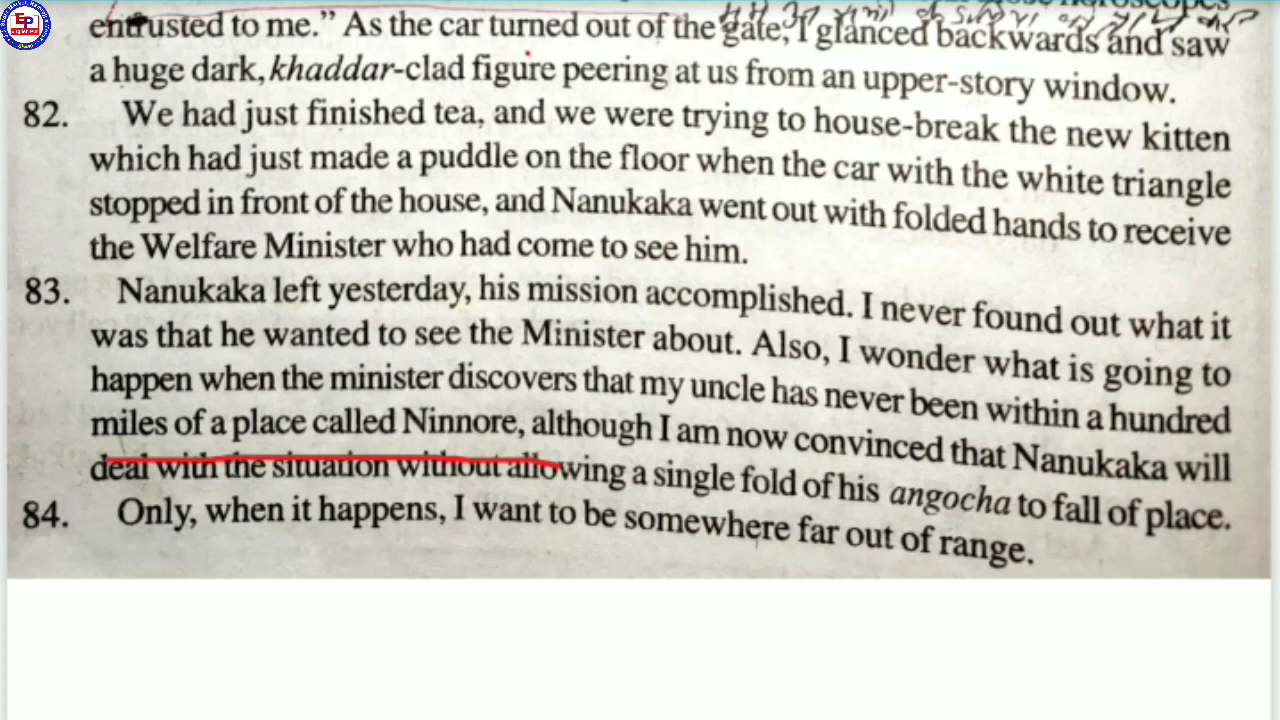 EP
entrusted to me.” As the car turned out of the gate, I glanced backwards and saw
a huge dark, khaddar-clad figure peering at us from an upper-story window.
82. We had just finished tea, and we were trying to house-break the new kitten
which had just made a puddle on the floor when the car with the white triangle
stopped in front of the house, and Nanukaka went out with folded hands to receive
the Welfare Minister who had come to see him.
83. Nanukaka left yesterday, his mission accomplished. I never found out what it
was that he wanted to see the Minister about. Also, I wonder what is going to
happen when the minister discovers that my uncle has never been within a hundred
miles of a place called Ninnore, although I am now convinced that Nanukaka will
deal with the situation without allowing a single fold of his angocha to fall of place.
84. Only, when it happens, I want to be somewhere far out of range.